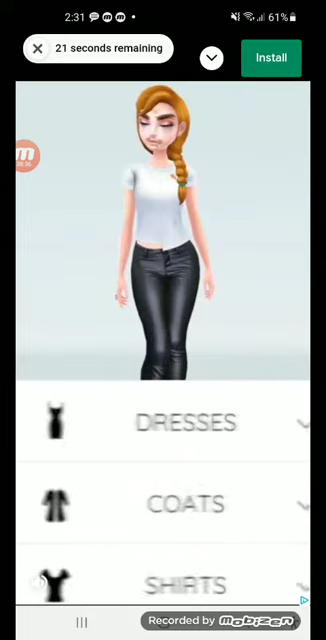 2:31
61%
21 seconds remaining
Install
DRESSES
COATS
SHIRTS
Recorded by mobizen